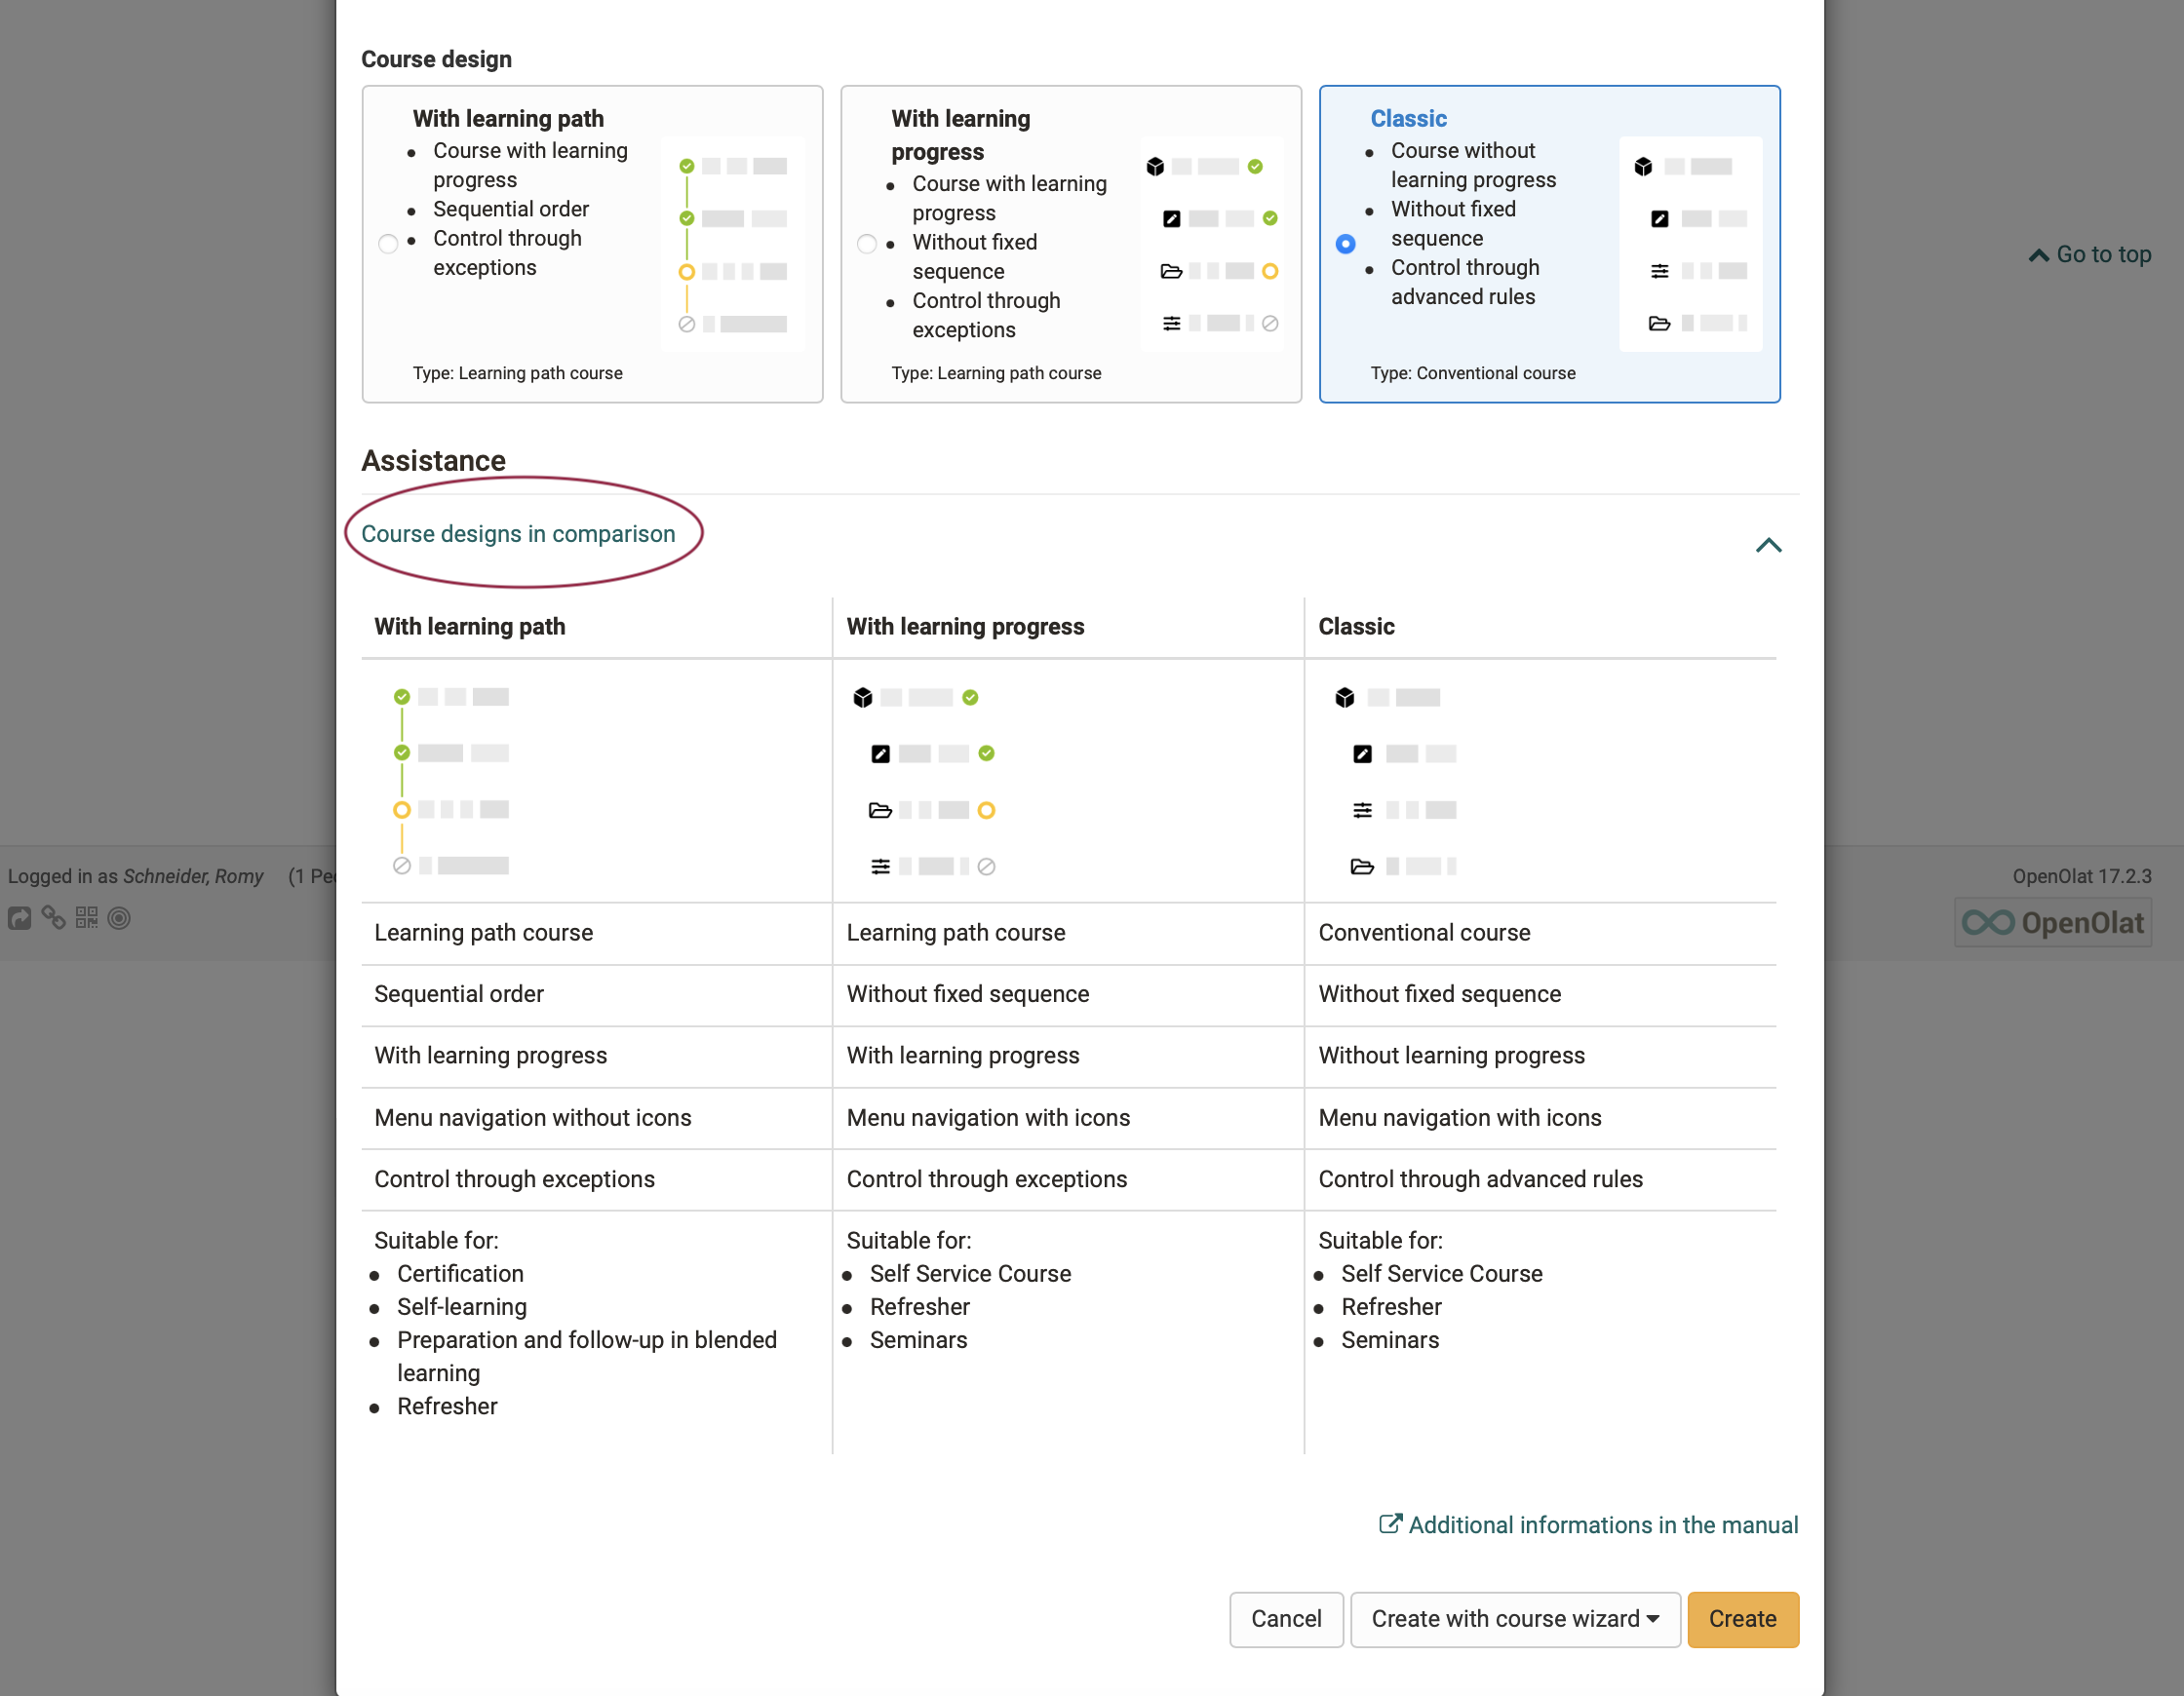 Course design
With learning path
Course with learning
progress
Sequential order
Control through
exceptions
Type: Learning path course
With learning
progress
Course with learning
progress
Without fixed
sequence
Control through
exceptions
Type: Learning path course
Classic
Course without
learning progress
Without fixed
sequence
Control through
advanced rules
Type: Conventional course
Go to top
Assistance
Course designs in comparison
With learning path With learning progress Classic
Learning path course Learning path course Conventional course
Sequential order Without fixed sequence Without fixed sequence
With learning progress With learning progress Without learning progress
Menu navigation without icons Menu navigation with icons Menu navigation with icons
Control through exceptions Control through exceptions Control through advanced rules
Suitable for:
Certification
Self-learning
Preparation and follow-up in blended
learning
Refresher
Suitable for:
Self Service Course
Refresher
Seminars
Suitable for:
Self Service Course
Refresher
Seminars
Logged in as Schneider, Romy (1
OpenOlat 17.2.3
OpenOlat
Additional informations in the manual
Cancel Create with course wizard Create